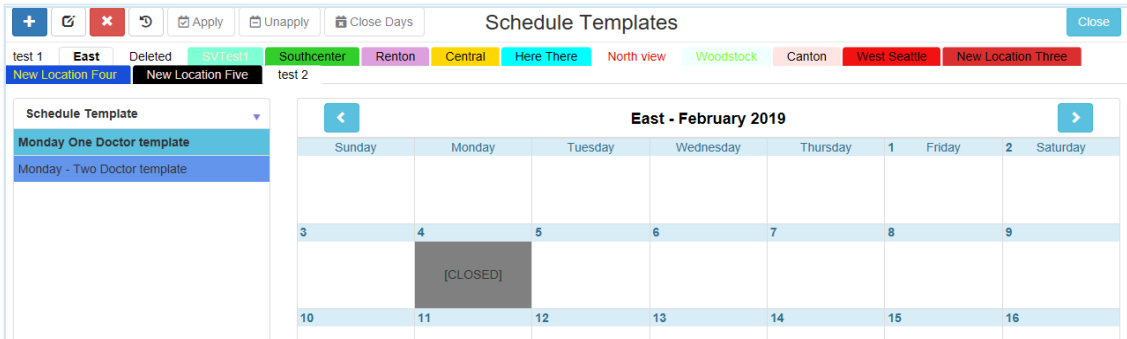 Apply Unapply Close Days Schedule Templates Close
test 1 East Deleted SVTest1 Southcenter Renton Central Here There North view Woodstock Canton West Seattle New Location Three
New Location Four New Location Five test 2
Schedule Template
Monday One Doctor template
Monday - Two Doctor template
East - February 2019
Sunday Monday Tuesday Wednesday Thursday 1 Friday 2 Saturday
3 4 5 6 7 8 9
[CLOSED]
10 11 12 13 14 15 16